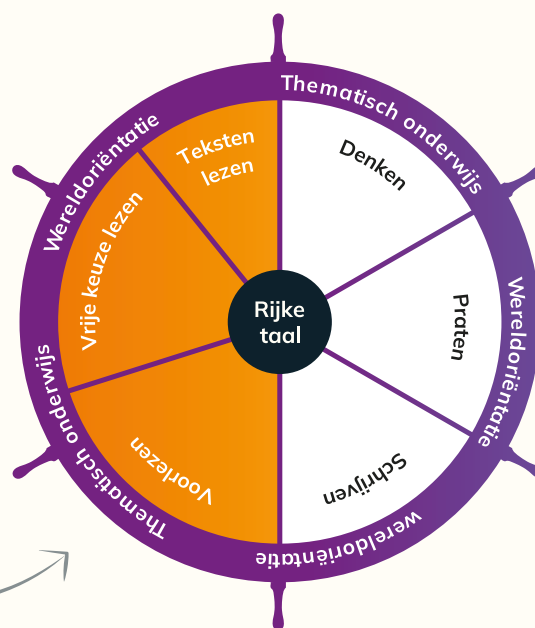 Thematisch onderwijs
Wereldoriëntatie
wereldoriëntatie
Thematisch onderwijs
Wereldoriëntatie
Denken
Praten
Schrijven
Voorlezen
Vrije keuze lezen
Teksten
lezen
Rijke
taal